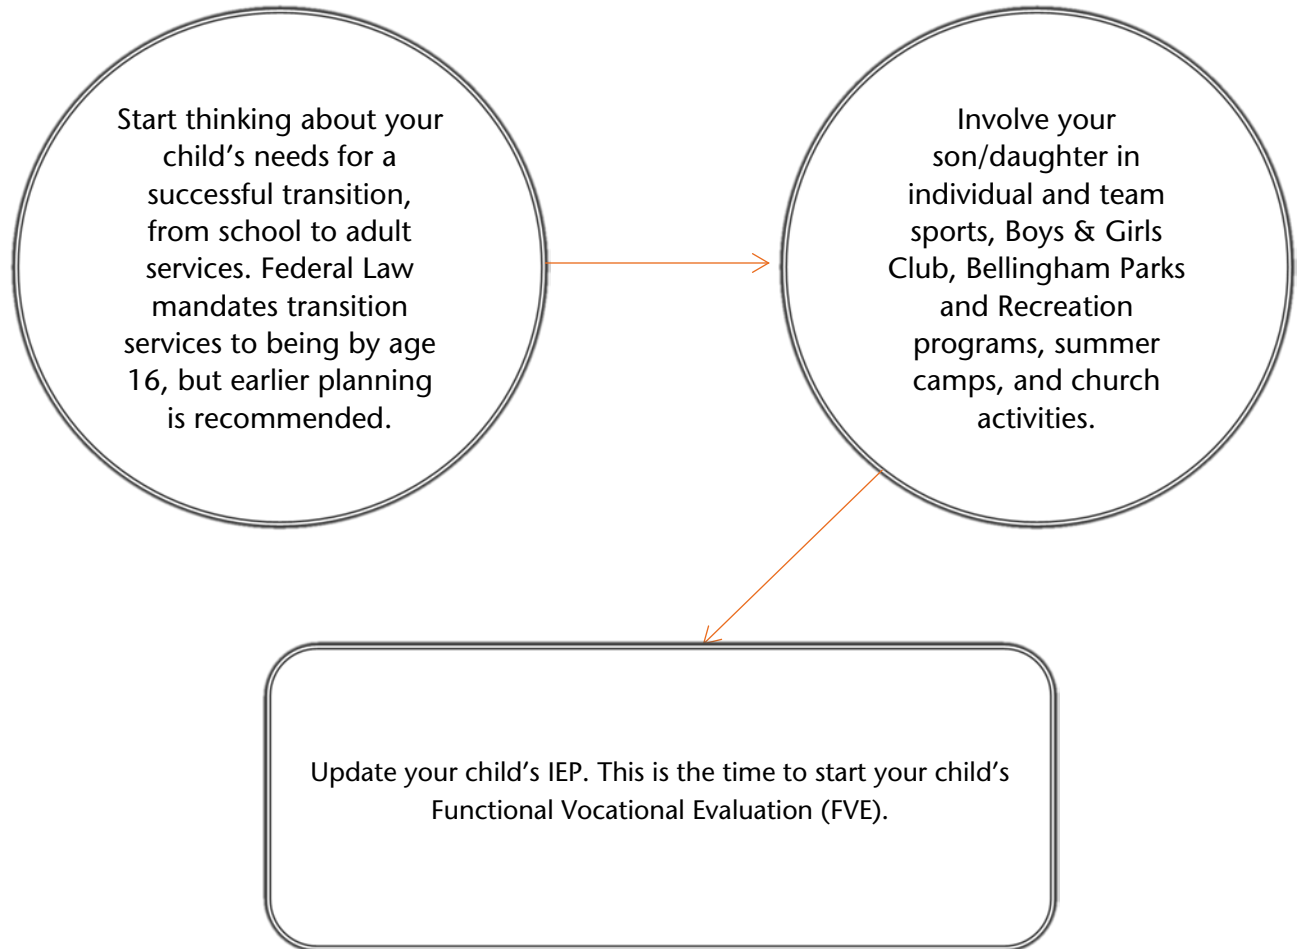 Start thinking about your
child’s needs for a
successful transition,
from school to adult
services. Federal Law
mandates transition
services to being by age
16, but earlier planning
is recommended.
Involve your
son/daughter in
individual and team
sports, Boys & Girls
Club, Bellingham Parks
and Recreation
programs, summer
camps, and church
activities.
Update your child’s IEP. This is the time to start your child’s
Functional Vocational Evaluation (FVE).